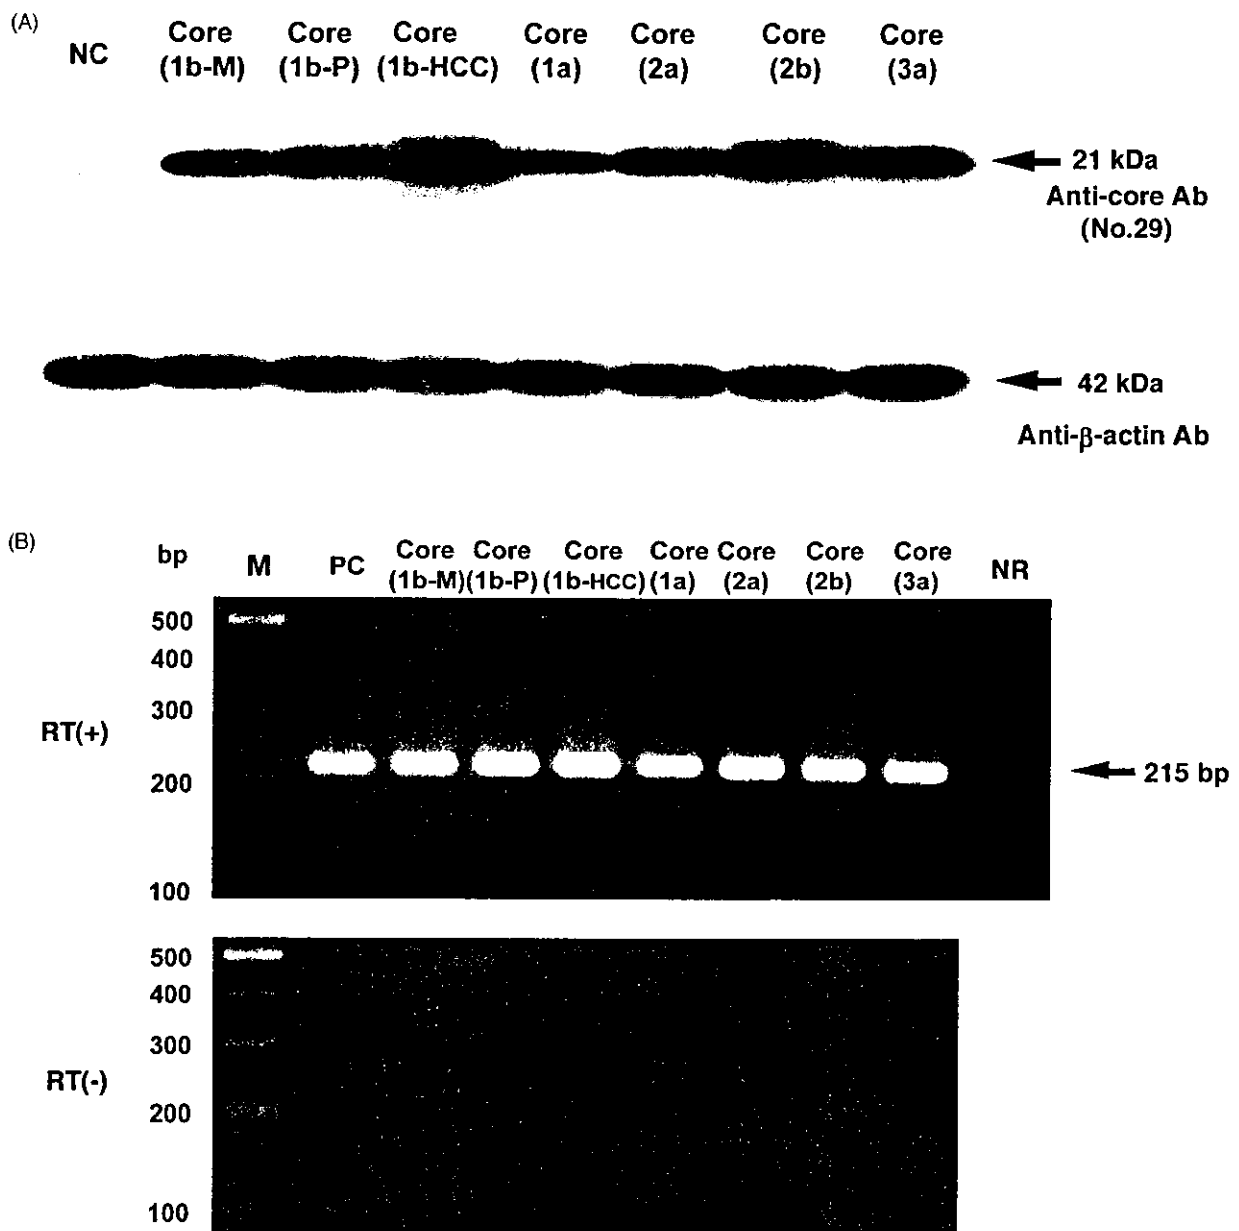 (A)
NC Core Core Core Core Core Core Core
(1b-M) (1b-P) (1b-HCC) (1a) (2a) (2b) (3a)
21 kDa
Anti-core Ab
(No.29)
42 kDa
Anti-β-actin Ab
(B)
bp M PC Core Core Core Core Core Core Core NR
(1b-M) (1b-P) (1b-HCC) (1a) (2a) (2b) (3a)
500
400
300
RT(+)
200
215 bp
100
500
400
300
RT(-)
200
100